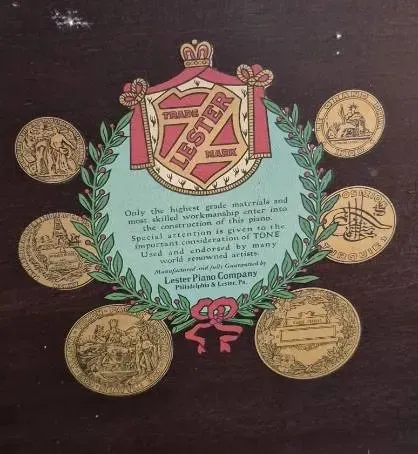 TRADE
LESTER
MARK
Only the highest grade materials and
most skilled workmanship enter into
the construction of this piano.
Special attention is given to the
important consideration of TONE
Used and endorsed by many
world renowned artists.
Manufactured and fully Guaranteed by
Lester Piano Company
Philadelphia & Lester, Pa.